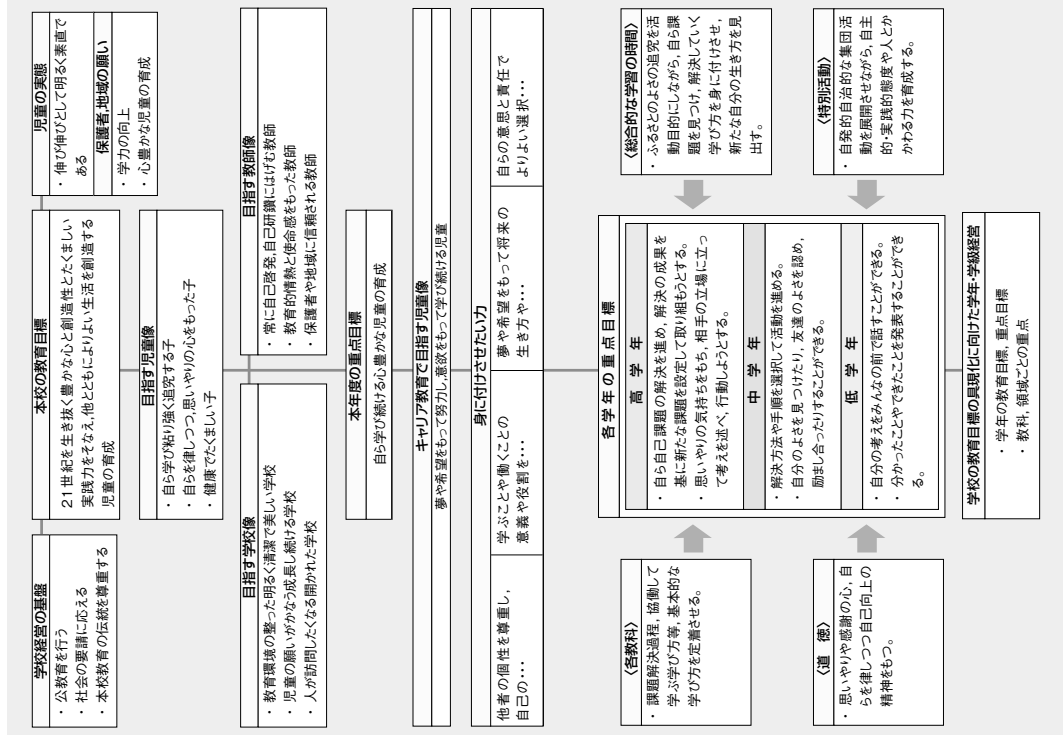 学校経営の基盤
・ 公教育を行う
・ 社会の要請に応える
・ 本校教育の伝統を尊重する
本校の教育目標
21世紀を生き抜く豊かな心と創造性とたくましい
実践力をそなえ,他とともによりよい生活を創造する
児童の育成
児童の実態
・ 伸び伸びとして明るく素直で
ある
保護者,地域の願い
・ 学力の向上
・ 心豊かな児童の育成
目指す児童像
・ 自ら学び粘り強く追究する子
・ 自らを律しつつ,思いやりの心をもった子
・ 健康でたくましい子
目指す学校像
・ 教育環境の整った明るく清潔で美しい学校
・ 児童の願いがかなう成長し続ける学校
・ 人が訪問したくなる開かれた学校
目指す教師像
・ 常に自己啓発,自己研鑽にはげむ教師
・ 教育的情熱と使命感をもった教師
・ 保護者や地域に信頼される教師
本年度の重点目標
自ら学び続ける心豊かな児童の育成
キャリア教育で目指す児童像
夢や希望をもって努力し,意欲をもって学び続ける児童
身に付けさせたい力
他者の個性を尊重し,
自己の・・・
学ぶことや働くことの
意義や役割を・・・
夢や希望をもって将来の
生き方や・・・
自らの意思と責任で
よりよい選択・・・
〈各教科〉
・ 課題解決過程,協働して
学ぶ学び方等,基本的な
学び方を定着させる。
〈道 徳〉
・ 思いやりや感謝の心,自
らを律しつつ自己向上の
精神をもつ。
各学年の重点目標
高 学 年
・ 自ら自己課題の解決を進め,解決の成果を
基に新たな課題を設定して取り組もうとする。
・ 思いやりの気持ちをもち,相手の立場に立っ
て考えを述べ,行動しようとする。
中 学 年
・ 解決方法や手順を選択して活動を進める。
・ 自分のよさを見つけたり,友達のよさを認め,
励まし合ったりすることができる。
低 学 年
・ 自分の考えをみんなの前で話すことができる。
・ 分かったことやできたことを発表することができ
る。
〈総合的な学習の時間〉
・ ふるさとのよさの追究を活
動目的にしながら,自ら課
題を見つけ,解決していく
学び方を身に付けさせ,
新たな自分の生き方を見
出す。
〈特別活動〉
・ 自発的自治的な集団活
動を展開させながら,自主
的・実践的態度や人とか
かわる力を育成する。
学校の教育目標の具現化に向けた学年・学級経営
・ 学年の教育目標,重点目標
・ 教科,領域ごとの重点